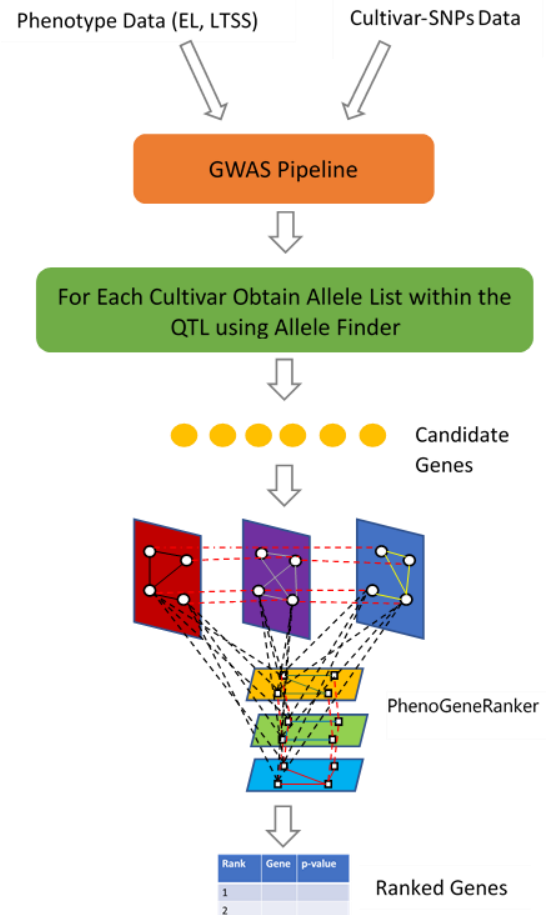 Phenotype Data (EL, LTSS)
Cultivar-SNPs Data
GWAS Pipeline
For Each Cultivar Obtain Allele List within the
QTL using Allele Finder
Candidate
Genes
PhenoGeneRanker
Rank Gene p-value
1
2
Ranked Genes